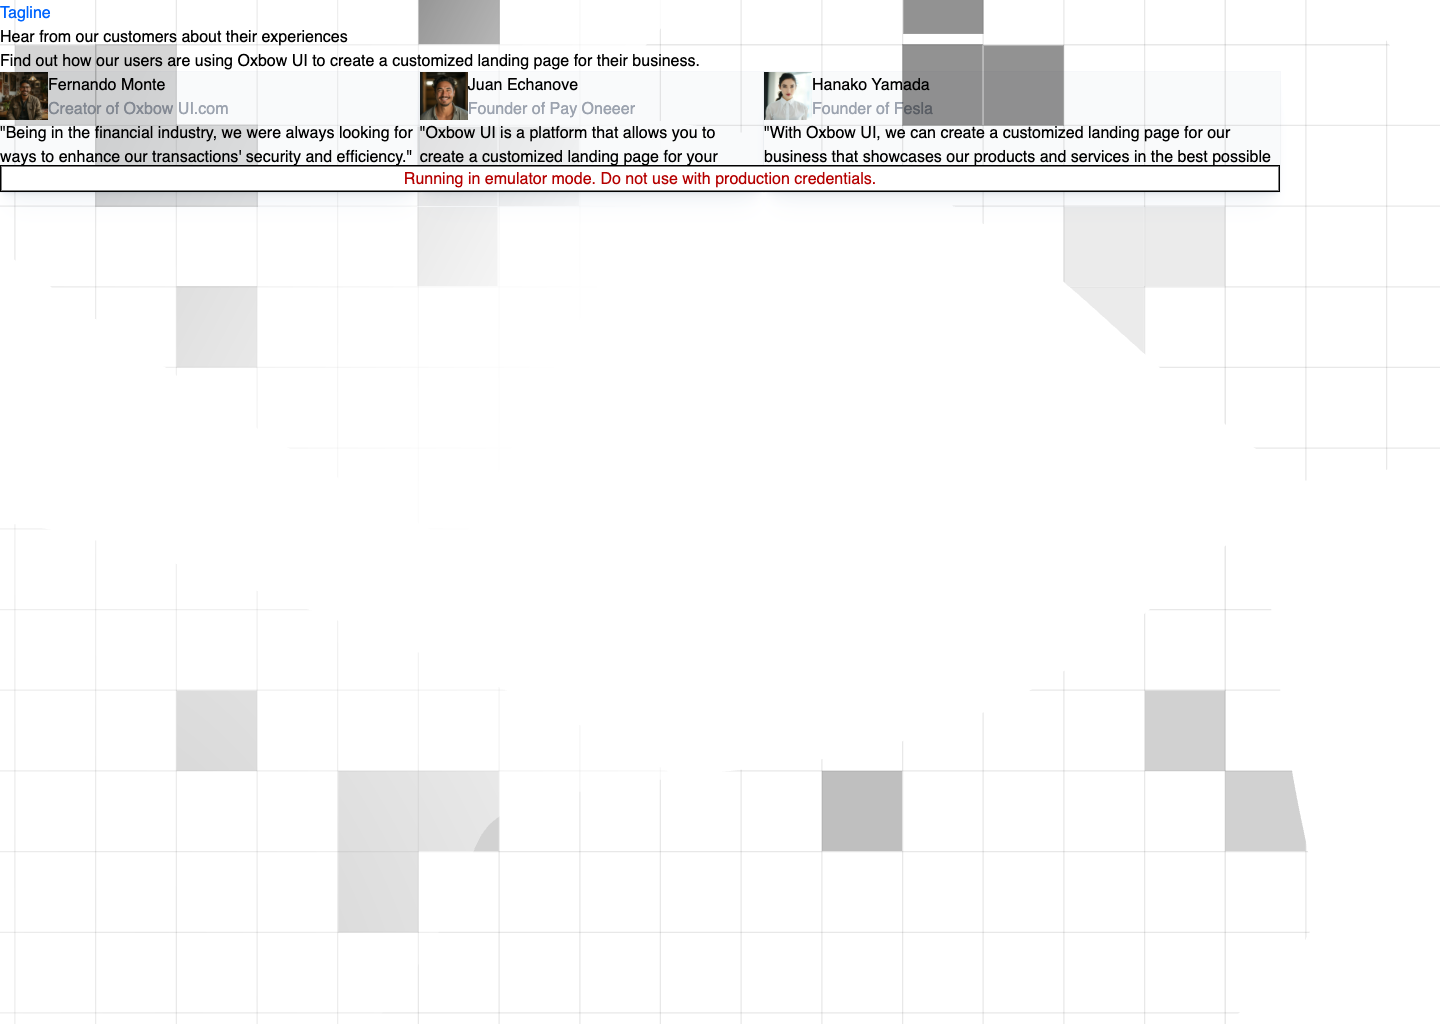 Tagline
Hear from our customers about their experiences
Find out how our users are using Oxbow UI to create a customized landing page for their business.
Fernando Monte
Creator of Oxbow UI.com
"Being in the financial industry, we were always looking for
ways to enhance our transactions' security and efficiency."
Juan Echanove
Founder of Pay Oneeer
"Oxbow UI is a platform that allows you to
create a customized landing page for your
Hanako Yamada
Founder of Fesla
"With Oxbow UI, we can create a customized landing page for our
business that showcases our products and services in the best possible
Running in emulator mode. Do not use with production credentials.